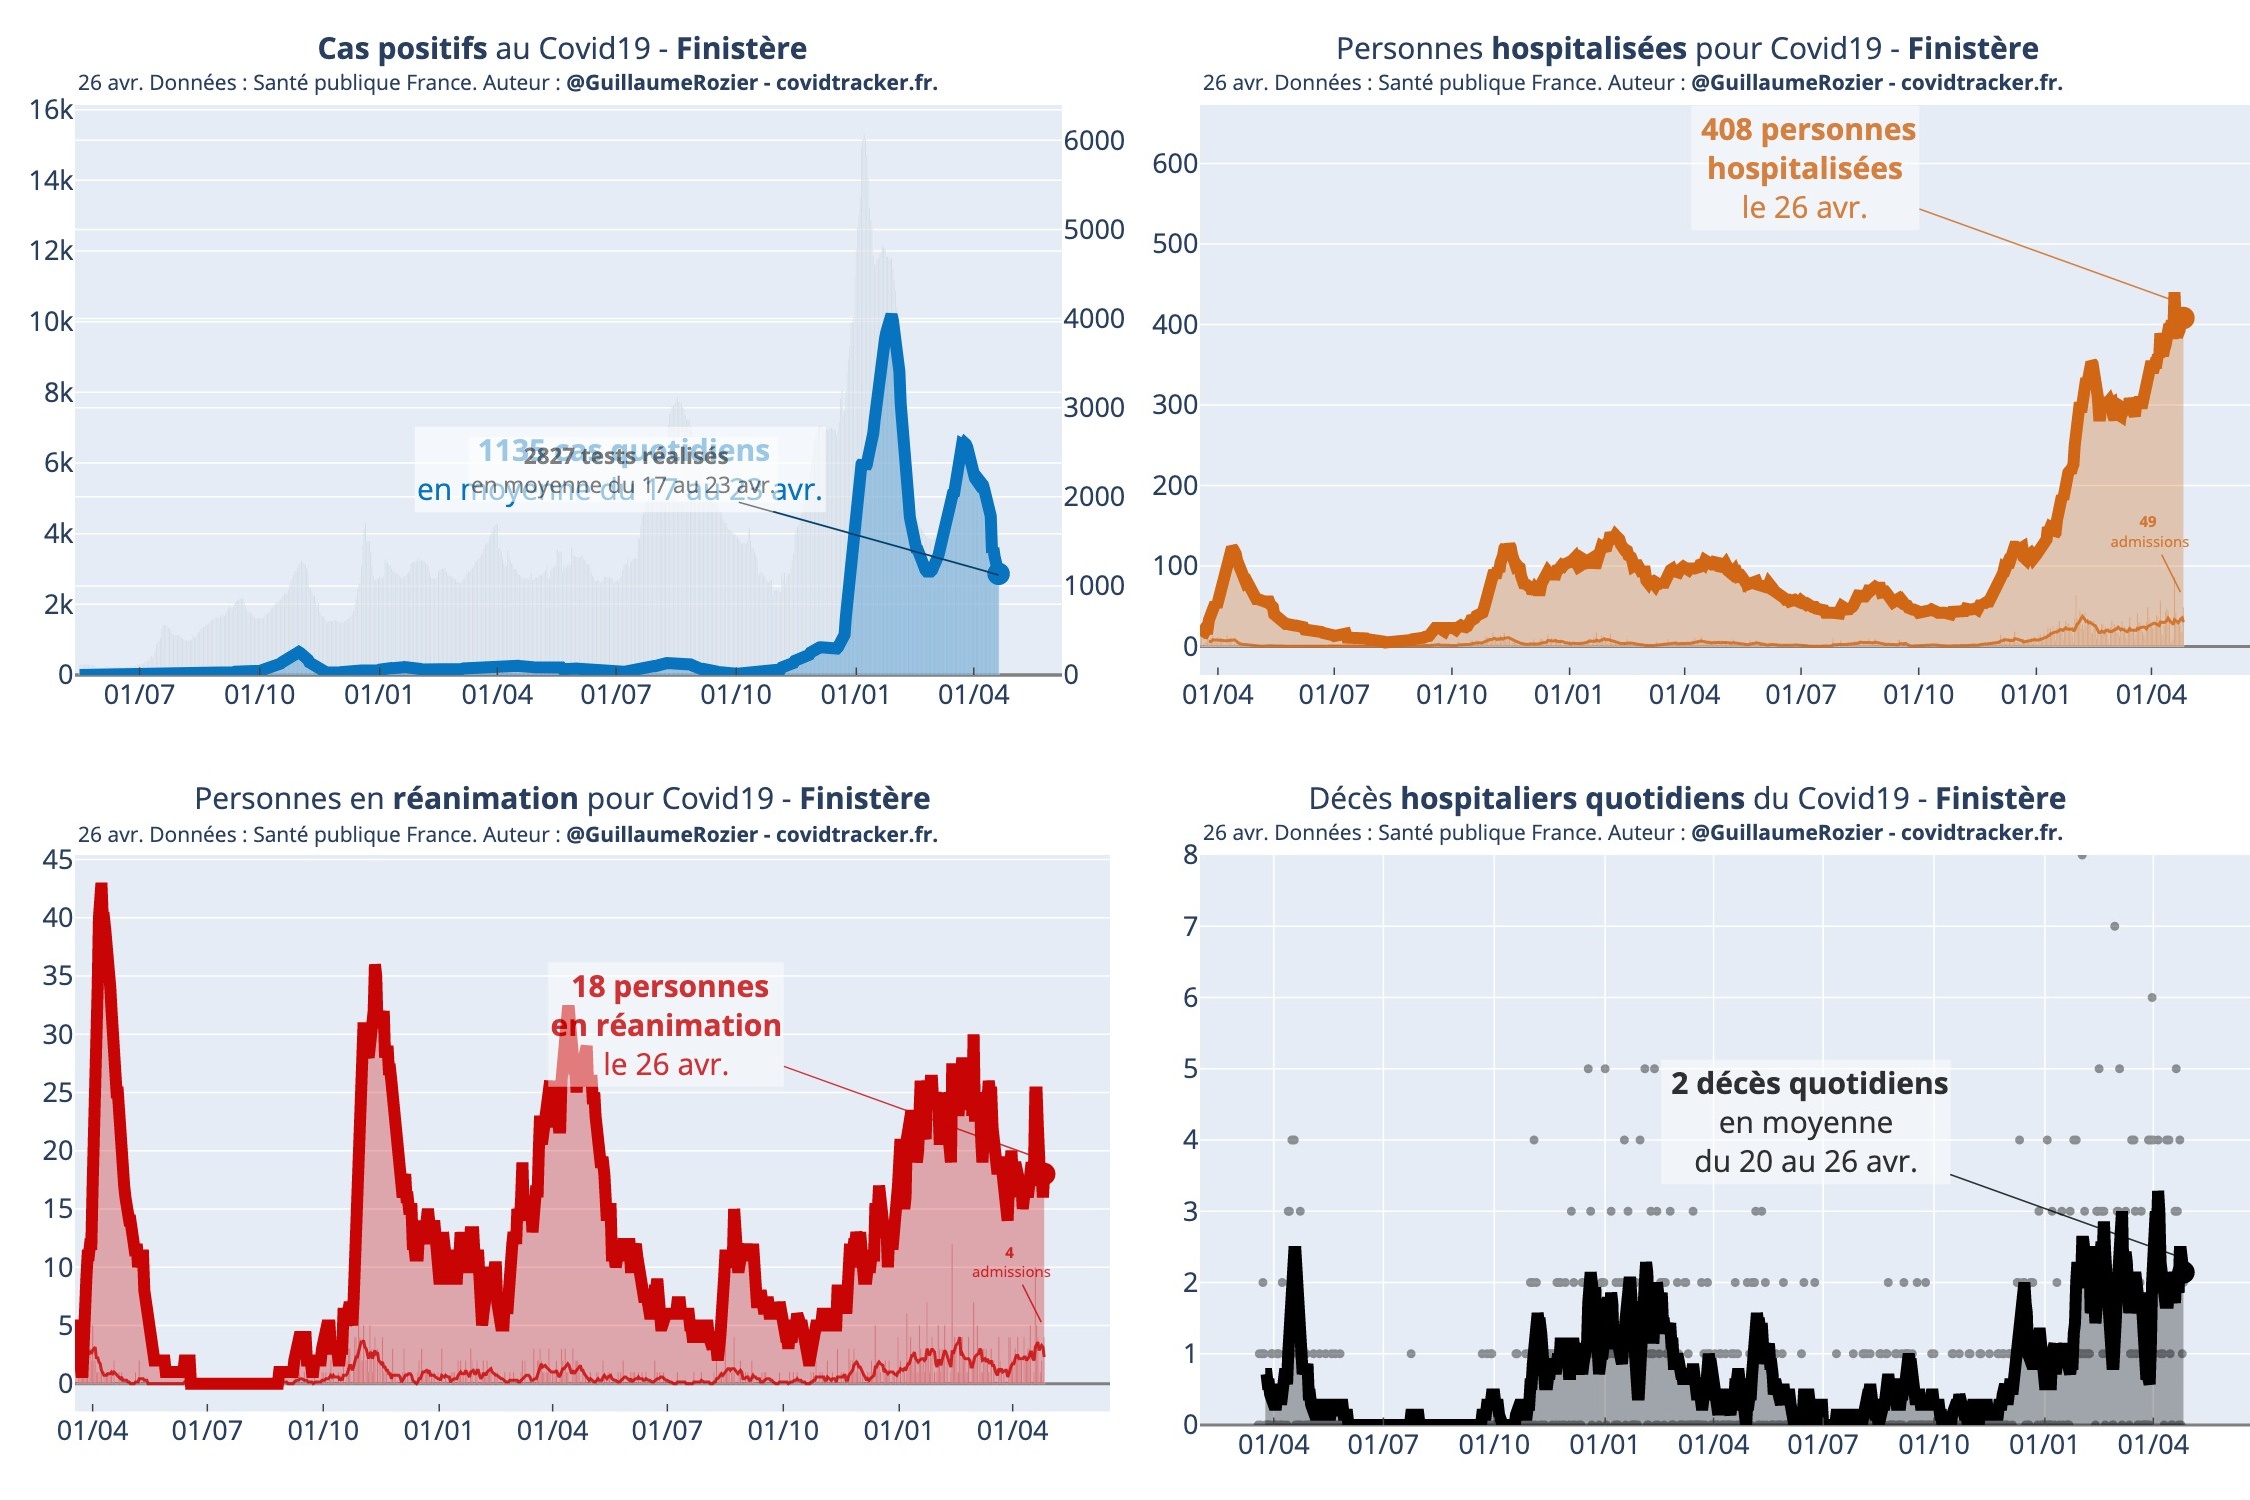 Cas positifs au Covid19 - Finistère
26 avr. Données : Santé publique France. Auteur : @GuillaumeRozier - covidtracker.fr.
16k
14k
12k
10k
8k
6k
4k
2k
0
6000
5000
4000
3000
2000
1000
0
1135 cas quotidiens
en moyenne du 17 au 23 avr.
2827 tests réalisés
en moyenne du 17 au 23 avr.
01/07 01/10 01/01 01/04 01/07 01/10 01/01 01/04
Personnes hospitalisées pour Covid19 - Finistère
26 avr. Données : Santé publique France. Auteur : @GuillaumeRozier - covidtracker.fr.
408 personnes
hospitalisées
le 26 avr.
600
500
400
300
200
100
0
49
admissions
01/04 01/07 01/10 01/01 01/04 01/07 01/10 01/01 01/04
Personnes en réanimation pour Covid19 - Finistère
26 avr. Données : Santé publique France. Auteur : @GuillaumeRozier - covidtracker.fr.
45
40
35
30
25
20
15
10
5
0
18 personnes
en réanimation
le 26 avr.
4
admissions
01/04 01/07 01/10 01/01 01/04 01/07 01/10 01/01 01/04
Décès hospitaliers quotidiens du Covid19 - Finistère
26 avr. Données : Santé publique France. Auteur : @GuillaumeRozier - covidtracker.fr.
8
7
6
5
4
3
2
1
0
2 décès quotidiens
en moyenne
du 20 au 26 avr.
01/04 01/07 01/10 01/01 01/04 01/07 01/10 01/01 01/04